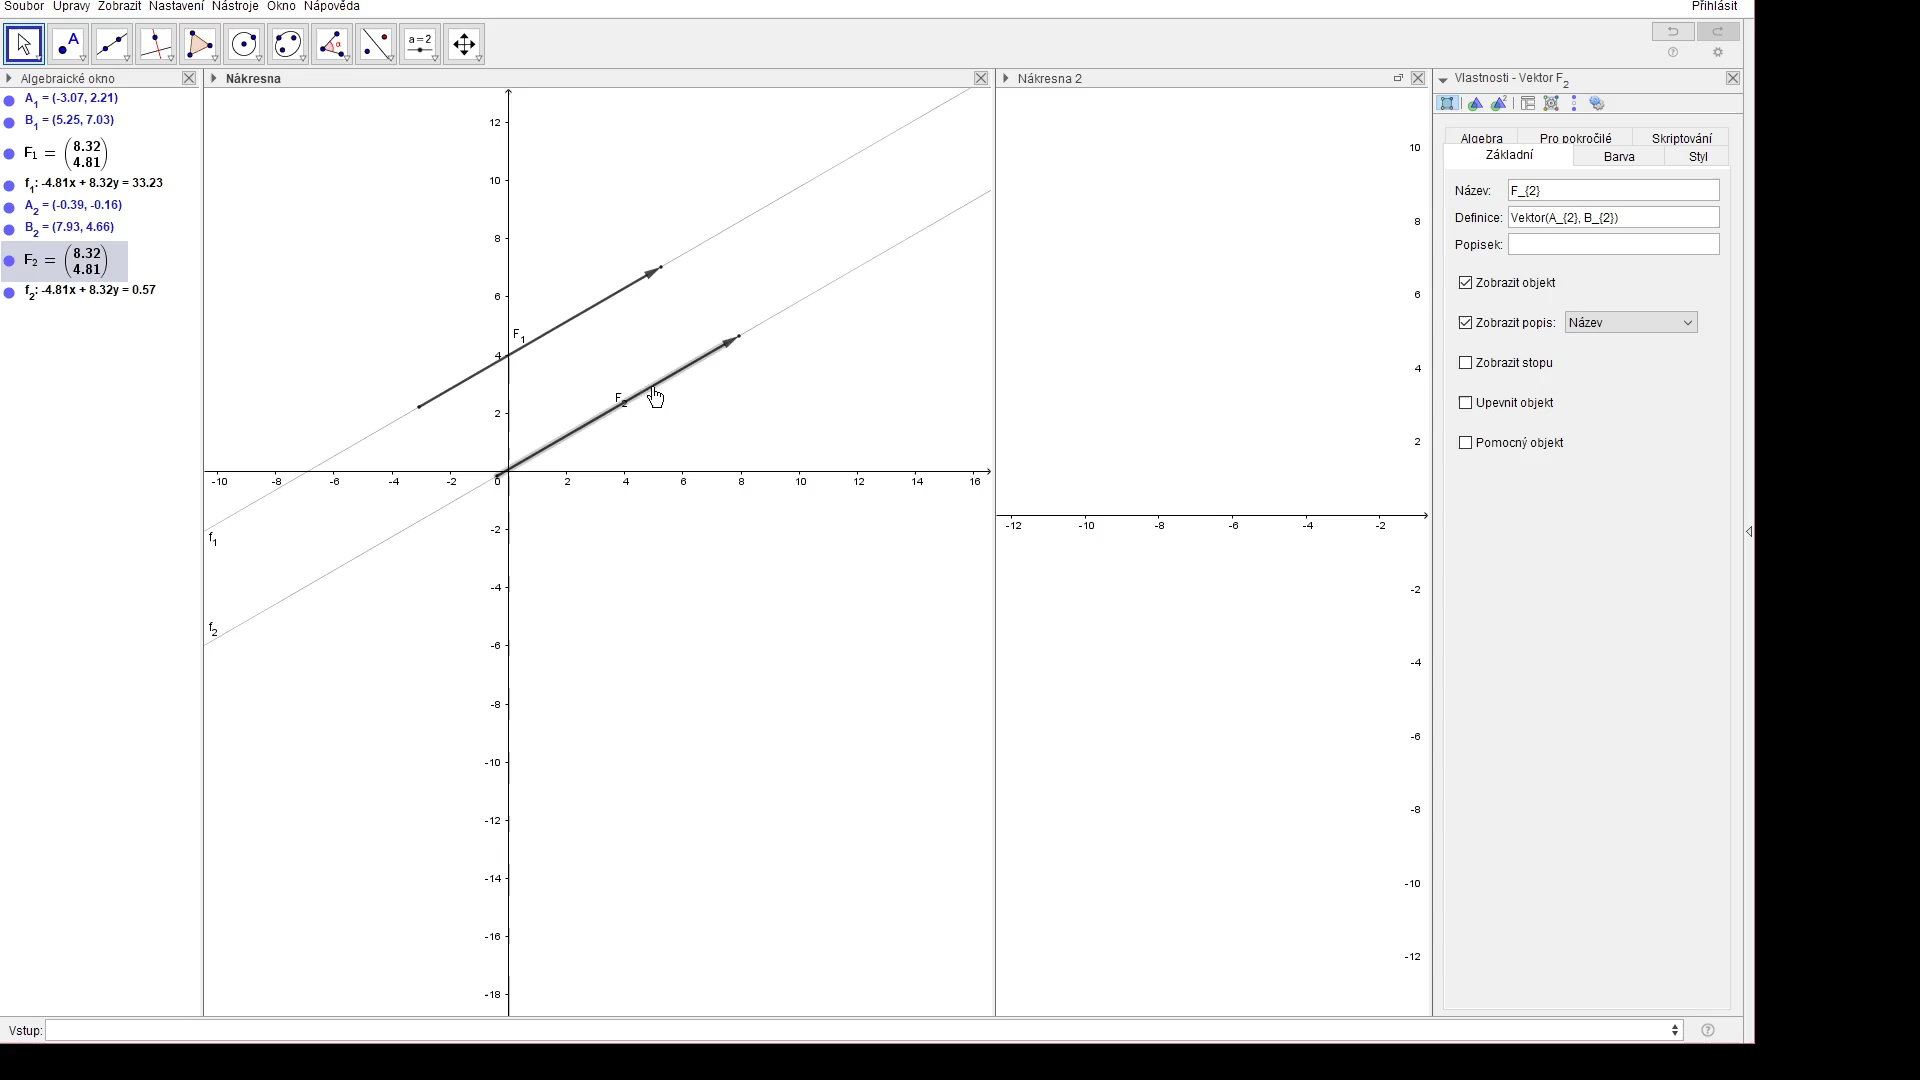 Soubor Úpravy Zobrazit Nastavení Nástroje Okno Nápověda Přihlásit
A
α
a = 2
Algebraické okno
A1 = (-3.07, 2.21)
B1 = (5.25, 7.03)
F1 = (8.32 4.81)
f1: -4.81x + 8.32y = 33.23
A2 = (-0.39, -0.16)
B2 = (7.93, 4.66)
F2 = (8.32 4.81)
f2: -4.81x + 8.32y = 0.57
Nákresna
12
10
8
6
F1
4
F2
2
-10 -8 -6 -4 -2 0 2 4 6 8 10 12 14 16
-2
f1
-4
f2
-6
-8
-10
-12
-14
-16
-18
Nákresna 2
10
8
6
4
2
-12 -10 -8 -6 -4 -2
-2
-4
-6
-8
-10
-12
Vlastnosti - Vektor F2
Algebra Pro pokročilé Skriptování
Základní Barva Styl
Název: F_{2}
Definice: Vektor(A_{2}, B_{2})
Popisek:
Zobrazit objekt
Zobrazit popis: Název
Zobrazit stopu
Upevnit objekt
Pomocný objekt
Vstup: